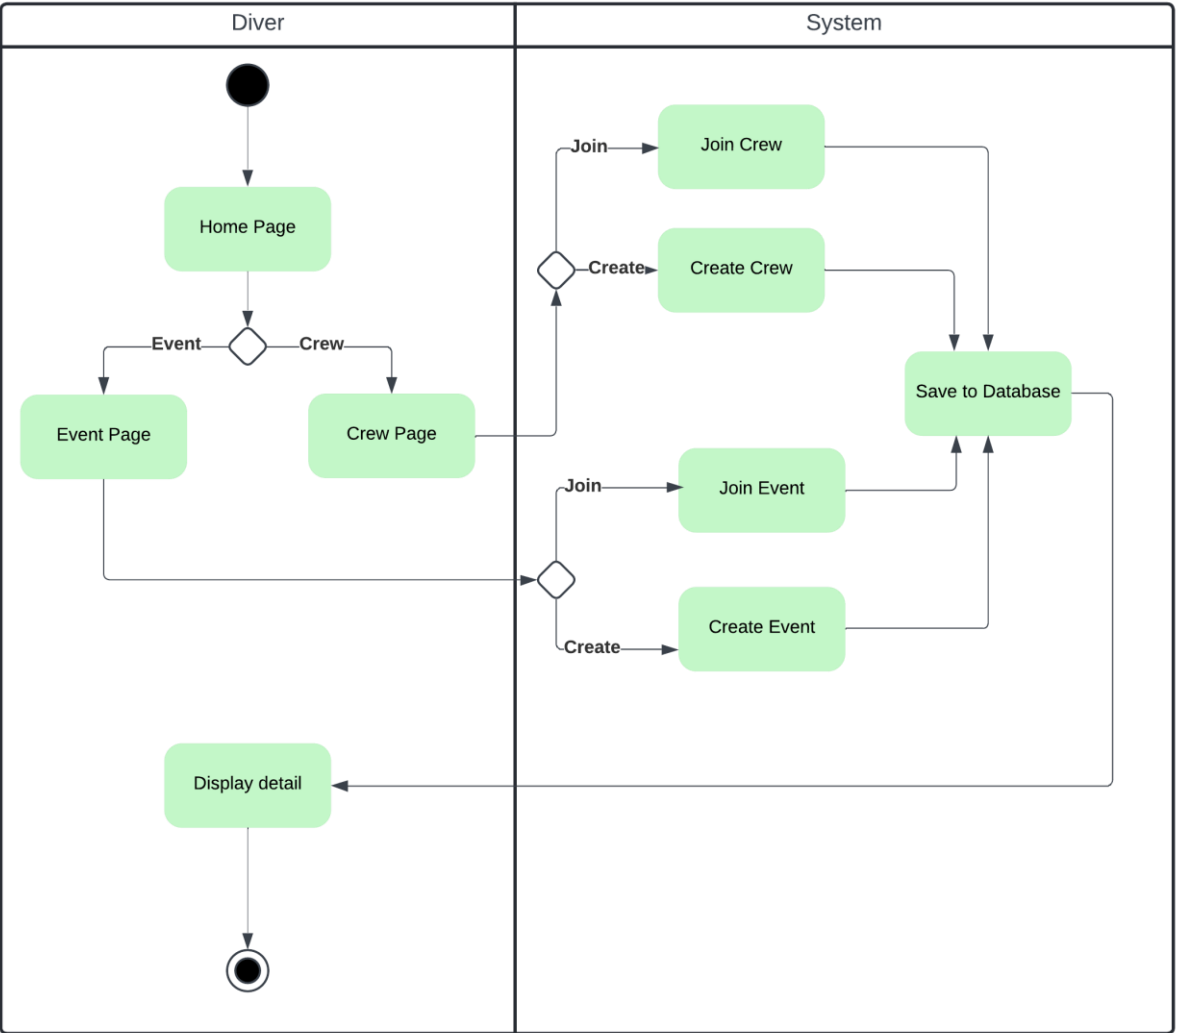 Diver
System
Join
Join Crew
Home Page
Create
Create Crew
Event
Crew
Save to Database
Event Page
Crew Page
Join
Join Event
Create
Create Event
Display detail